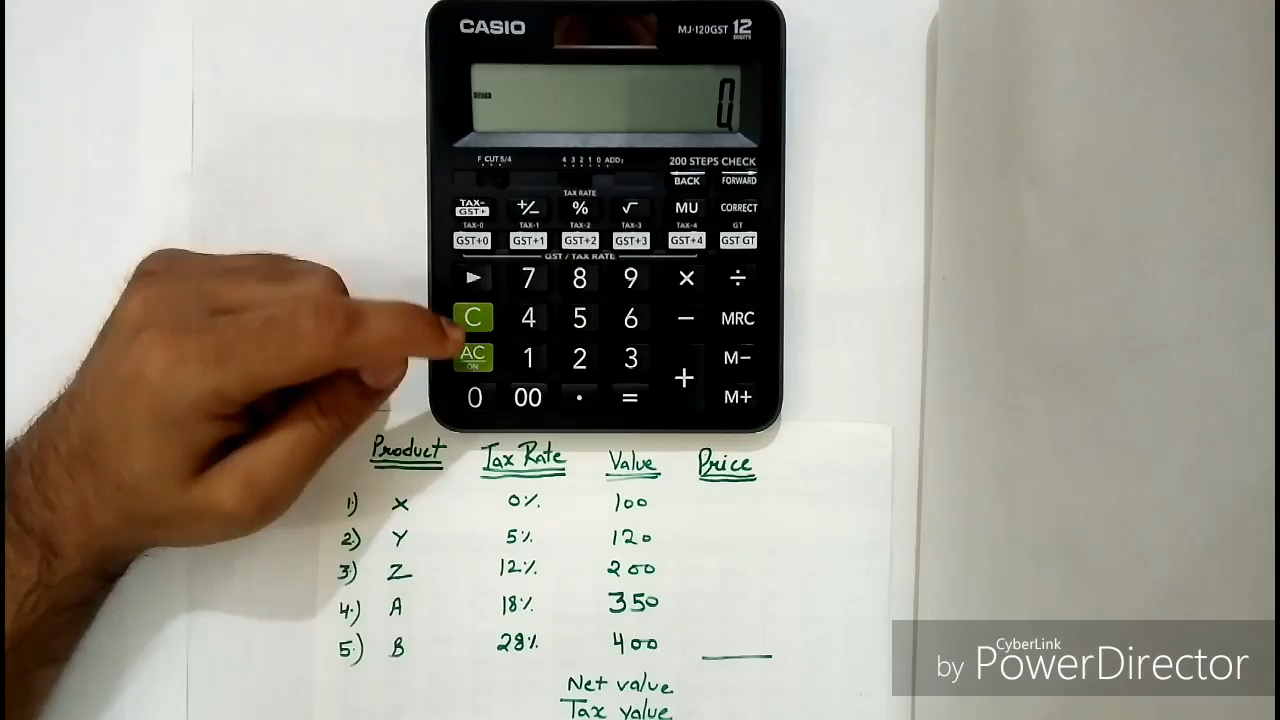 CASIO
MJ-120GST 12
DIGITS
GST+
0
F CUT 5/4
4 3 2 1 0 ADD2
200 STEPS CHECK
BACK FORWARD
TAX RATE
TAX- +/− % √ MU CORRECT
GST+
TAX-0 TAX-1 TAX-2 TAX-3 TAX-4 GT
GST+0 GST+1 GST+2 GST+3 GST+4 GST GT
GST / TAX RATE
▶ 7 8 9 × ÷
C 4 5 6 − MRC
AC 1 2 3 + M−
ON
0 00 · = M+
Product Tax Rate Value Price
1) X 0% 100
2) Y 5% 120
3) Z 12% 200
4) A 18% 350
5) B 28% 400
Net value
Tax value
CyberLink
by PowerDirector